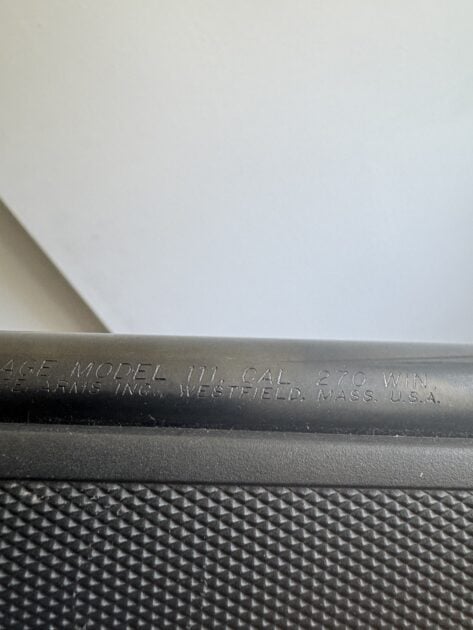 AGE MODEL 111, CAL. 270 WIN.
E ARMS INC., WESTFIELD, MASS. U.S.A.